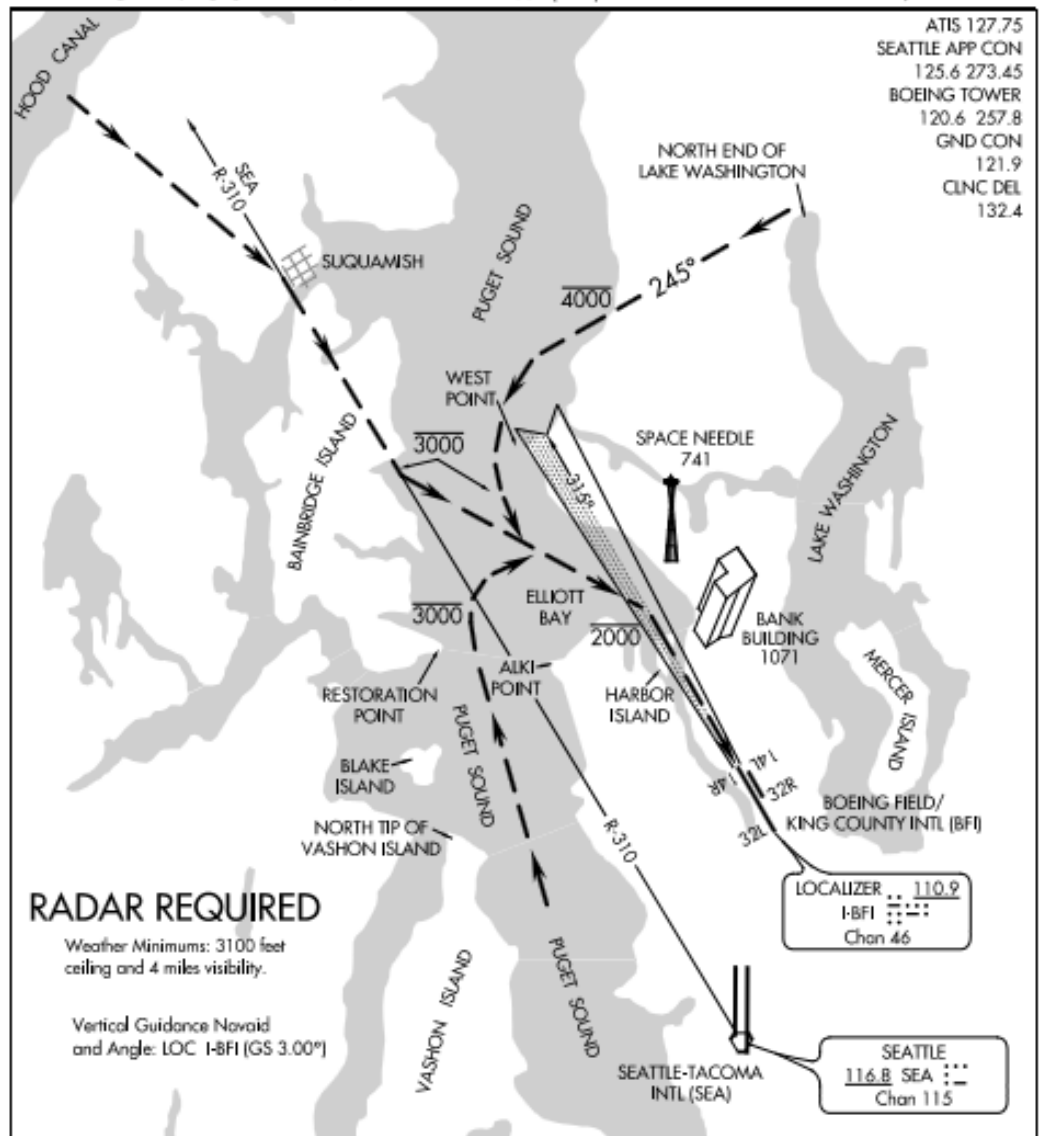 ATIS 127.75
SEATTLE APP CON
125.6 273.45
BOEING TOWER
120.6 257.8
GND CON
121.9
CLNC DEL
132.4
HOOD CANAL
SEA
R-310
SUQUAMISH
PUGET SOUND
NORTH END OF
LAKE WASHINGTON
245°
4000
WEST
POINT
3000
BAINBRIDGE ISLAND
315°
SPACE NEEDLE
741
LAKE WASHINGTON
3000
ELLIOTT
BAY
2000
BANK
BUILDING
1071
MERCER ISLAND
RESTORATION
POINT
ALKI
POINT
HARBOR
ISLAND
PUGET SOUND
BLAKE
ISLAND
NORTH TIP OF
VASHON ISLAND
R-310
14R
14L
32R
32L
BOEING FIELD/
KING COUNTY INTL (BFI)
LOCALIZER 110.9
I-BFI
Chan 46
RADAR REQUIRED
Weather Minimums: 3100 feet
ceiling and 4 miles visibility.
Vertical Guidance Navaid
and Angle: LOC I-BFI (GS 3.00°)
VASHON ISLAND
PUGET SOUND
SEATTLE-TACOMA
INTL (SEA)
SEATTLE
116.8 SEA
Chan 115